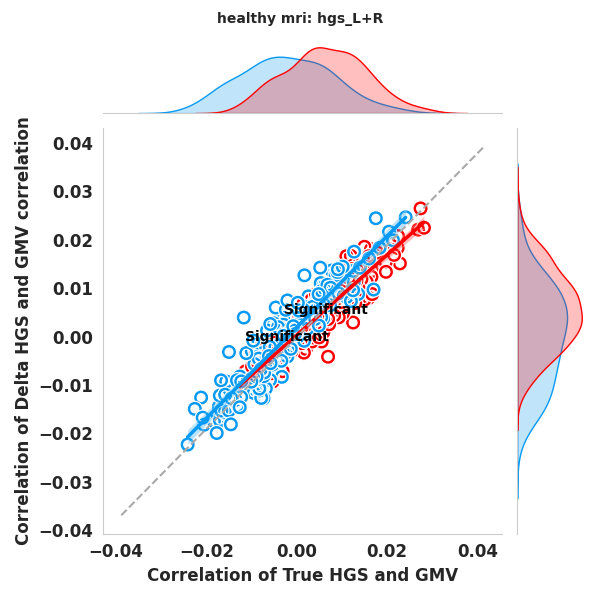 healthy mri: hgs_L+R
Correlation of Delta HGS and GMV correlation
0.04
0.03
0.02
0.01
0.00
−0.01
−0.02
−0.03
−0.04
Significant
Significant
−0.04
−0.02
0.00
0.02
0.04
Correlation of True HGS and GMV